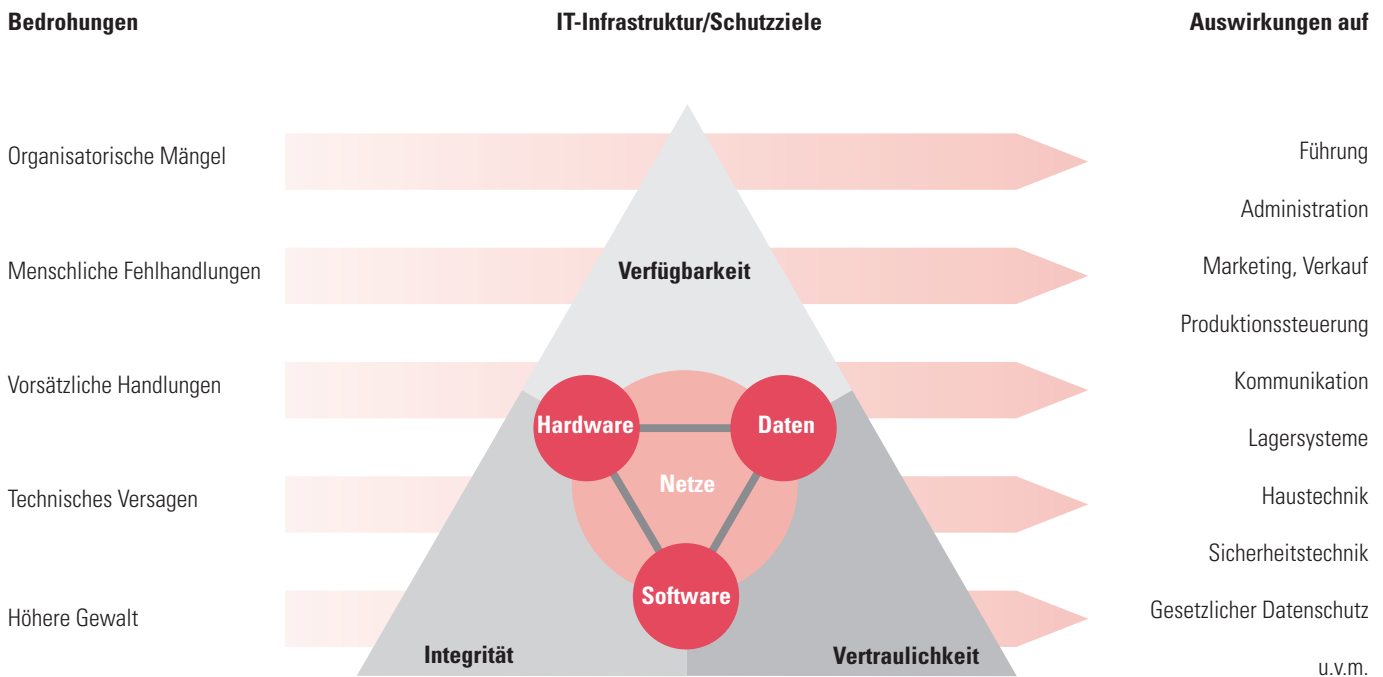 Bedrohungen
IT-Infrastruktur/Schutzziele
Auswirkungen auf
Organisatorische Mängel
Menschliche Fehlhandlungen
Vorsätzliche Handlungen
Technisches Versagen
Höhere Gewalt
Verfügbarkeit
Hardware
Daten
Netze
Software
Integrität
Vertraulichkeit
Führung
Administration
Marketing, Verkauf
Produktionssteuerung
Kommunikation
Lagersysteme
Haustechnik
Sicherheitstechnik
Gesetzlicher Datenschutz
u.v.m.